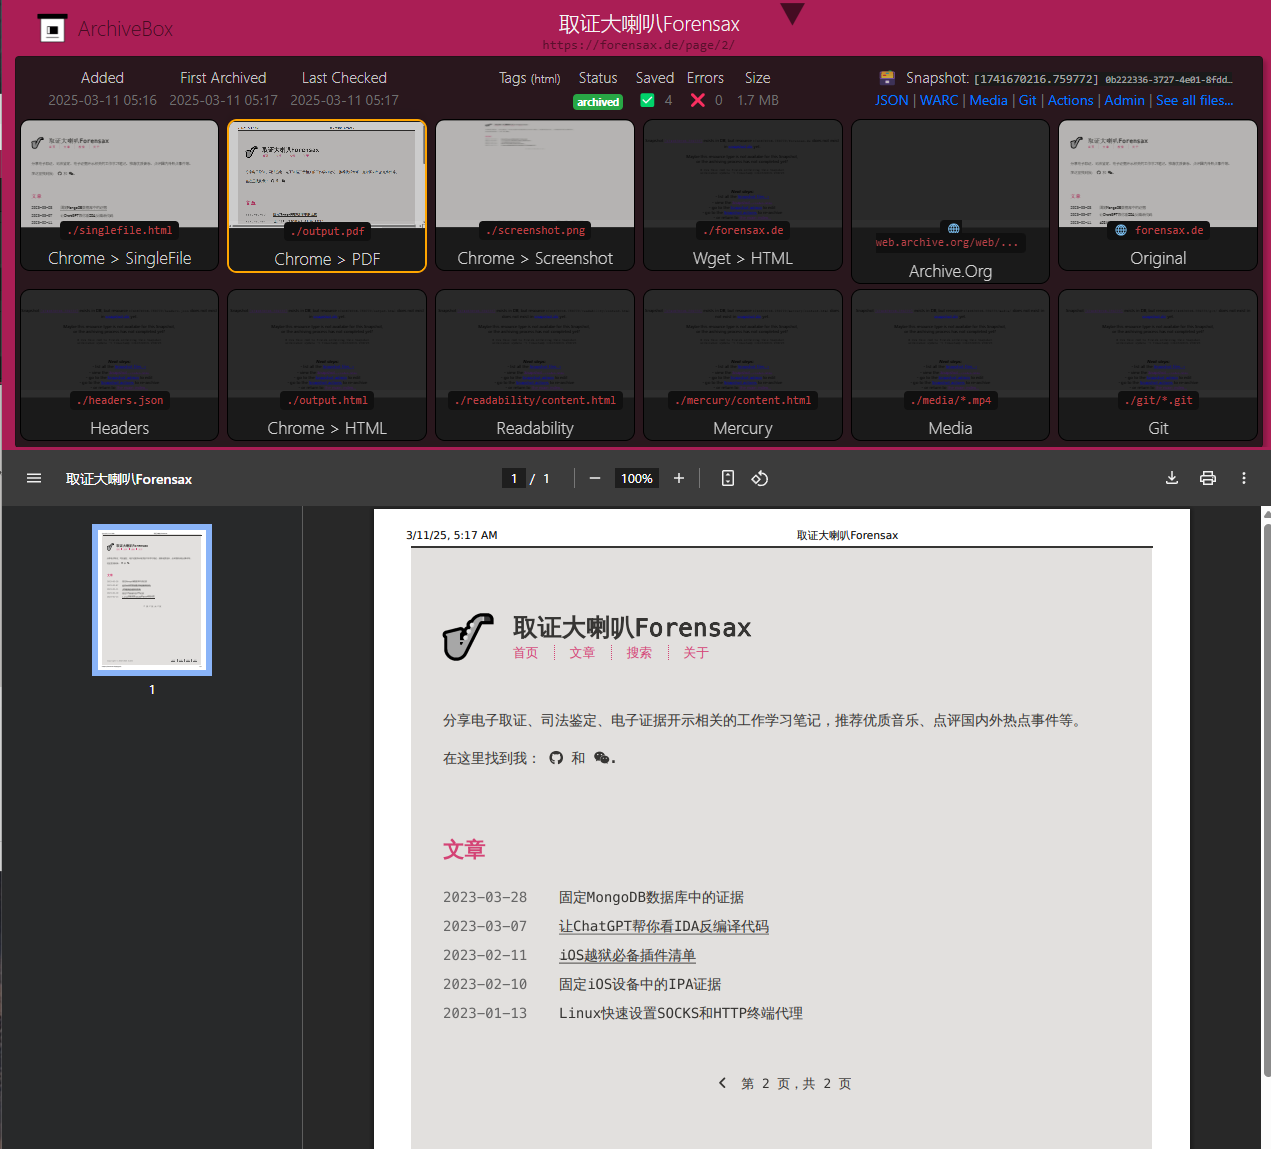 ArchiveBox
取证大喇叭Forensax
https://forensax.de/page/2/
Added First Archived Last Checked
2025-03-11 05:16 2025-03-11 05:17 2025-03-11 05:17
Tags (html) Status Saved Errors Size
archived 4 0 1.7 MB
Snapshot: [1741670216.759772] 0b222336-3727-4e01-8fdd…
JSON | WARC | Media | Git | Actions | Admin | See all files...
./singlefile.html
Chrome > SingleFile
./output.pdf
Chrome > PDF
./screenshot.png
Chrome > Screenshot
./forensax.de
Wget > HTML
web.archive.org/web/...
Archive.Org
forensax.de
Original
./headers.json
Headers
./output.html
Chrome > HTML
./readability/content.html
Readability
./mercury/content.html
Mercury
./media/*.mp4
Media
./git/*.git
Git
取证大喇叭Forensax
1 / 1
100%
1
3/11/25, 5:17 AM 取证大喇叭Forensax
取证大喇叭Forensax
首页 文章 搜索 关于
分享电子取证、司法鉴定、电子证据开示相关的工作学习笔记，推荐优质音乐、点评国内外热点事件等。
在这里找到我： 和 .
文章
2023-03-28 固定MongoDB数据库中的证据
2023-03-07 让ChatGPT帮你看IDA反编译代码
2023-02-11 iOS越狱必备插件清单
2023-02-10 固定iOS设备中的IPA证据
2023-01-13 Linux快速设置SOCKS和HTTP终端代理
第 2 页，共 2 页